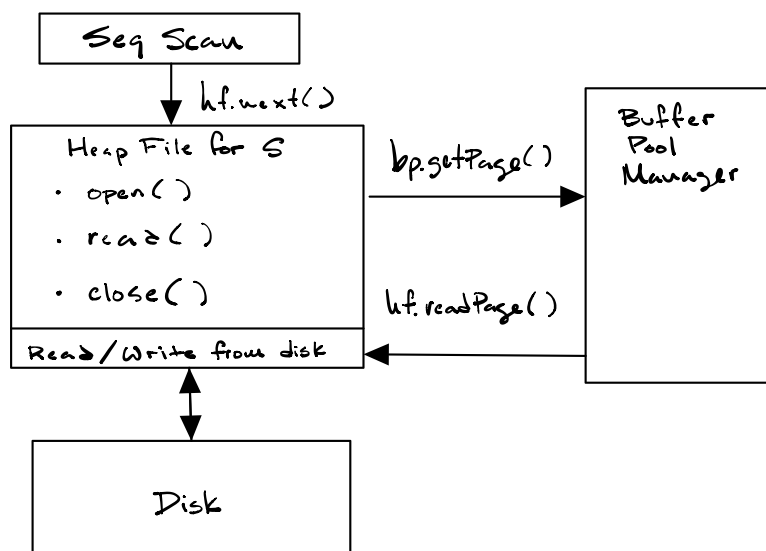 Seq Scan
hf.next()
Heap File for S
• open()
• read()
• close()
Read/Write from disk
bp.getPage()
hf.readPage()
Buffer
Pool
Manager
Disk